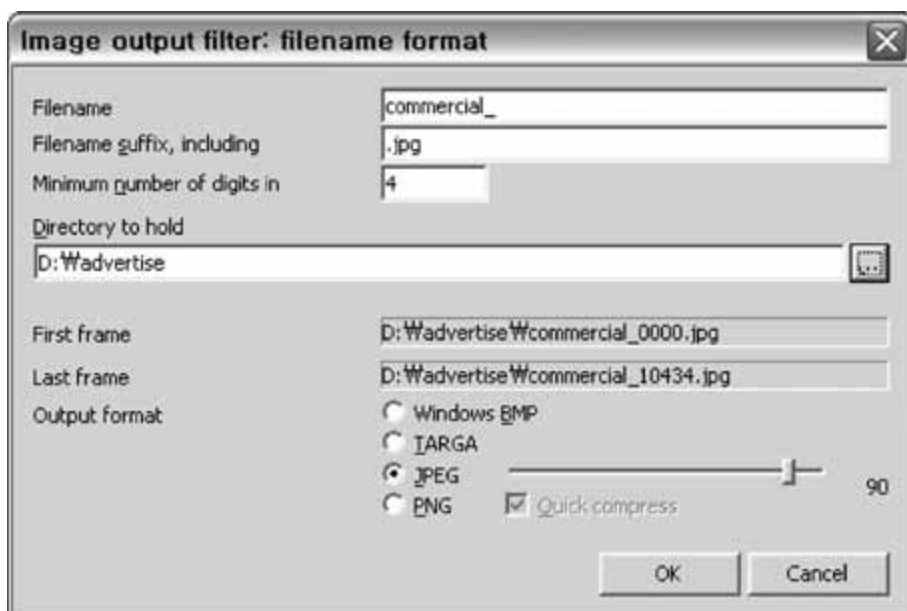 Image output filter: filename format
Filename commercial_
Filename suffix, including .jpg
Minimum number of digits in 4
Directory to hold
D:₩advertise
...
First frame D:₩advertise₩commercial_0000.jpg
Last frame D:₩advertise₩commercial_10434.jpg
Output format Windows BMP
TARGA
JPEG 90
PNG Quick compress
OK Cancel